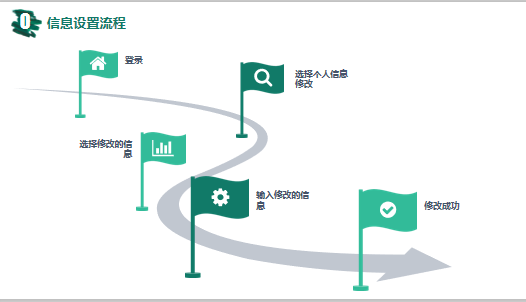 信息设置流程
登录
选择个人信息
修改
选择修改的信
息
输入修改的信
息
修改成功